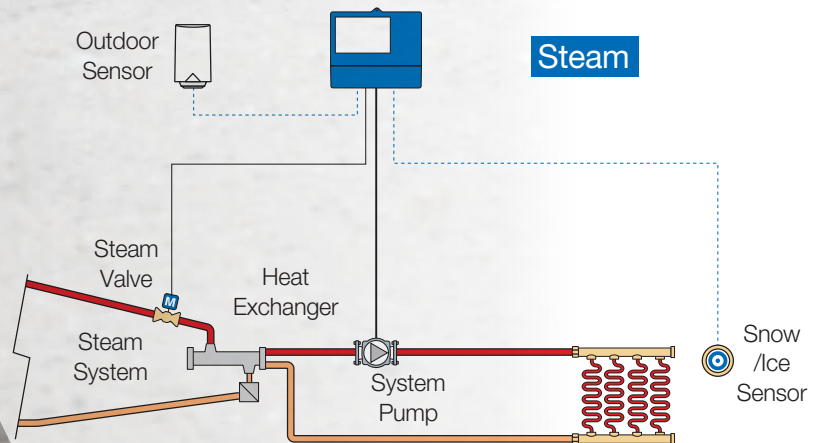 Outdoor
Sensor
Steam
Steam
Valve
M
Heat
Exchanger
Steam
System
System
Pump
Snow
/Ice
Sensor